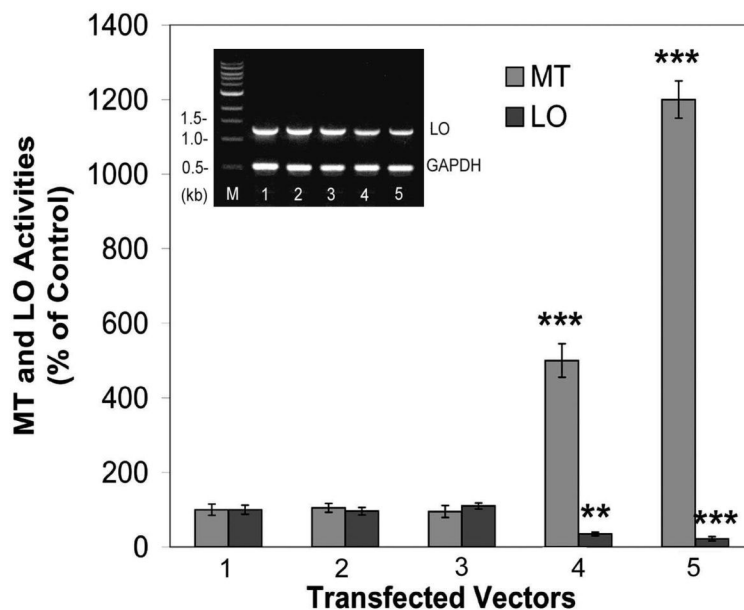 1400
1200
1000
800
600
400
200
0
MT and LO Activities
(% of Control)
MT
LO
1.5-
1.0-
0.5-
(kb) M 1 2 3 4 5
LO
GAPDH
***
**
***
***
1 2 3 4 5
Transfected Vectors